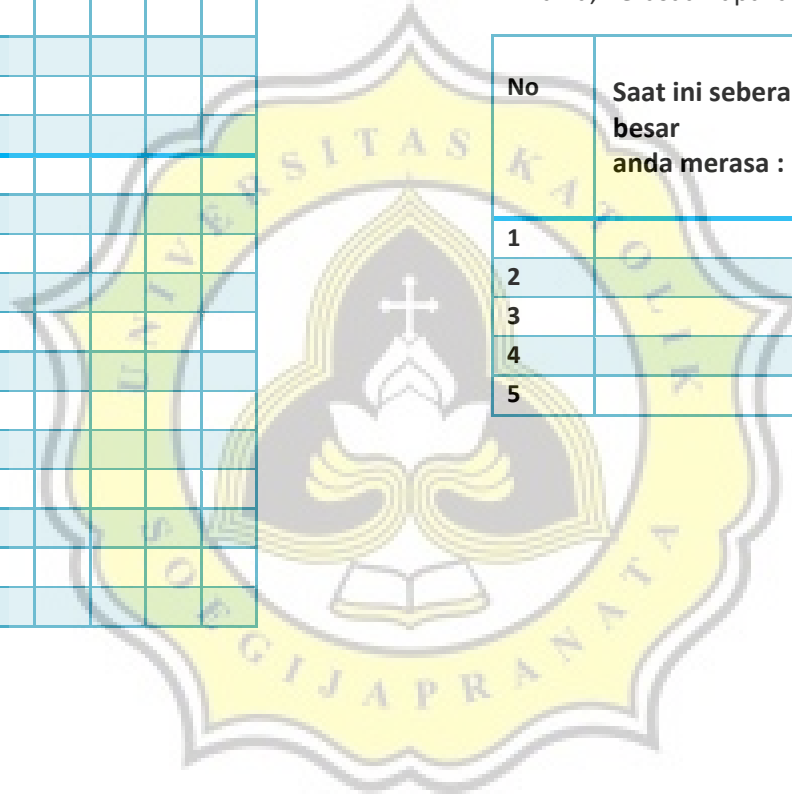 No
Saat ini sebera
besar
anda merasa :
1
2
3
4
5
UNIVERSITAS KATOLIK
SOEGIJAPRANATA